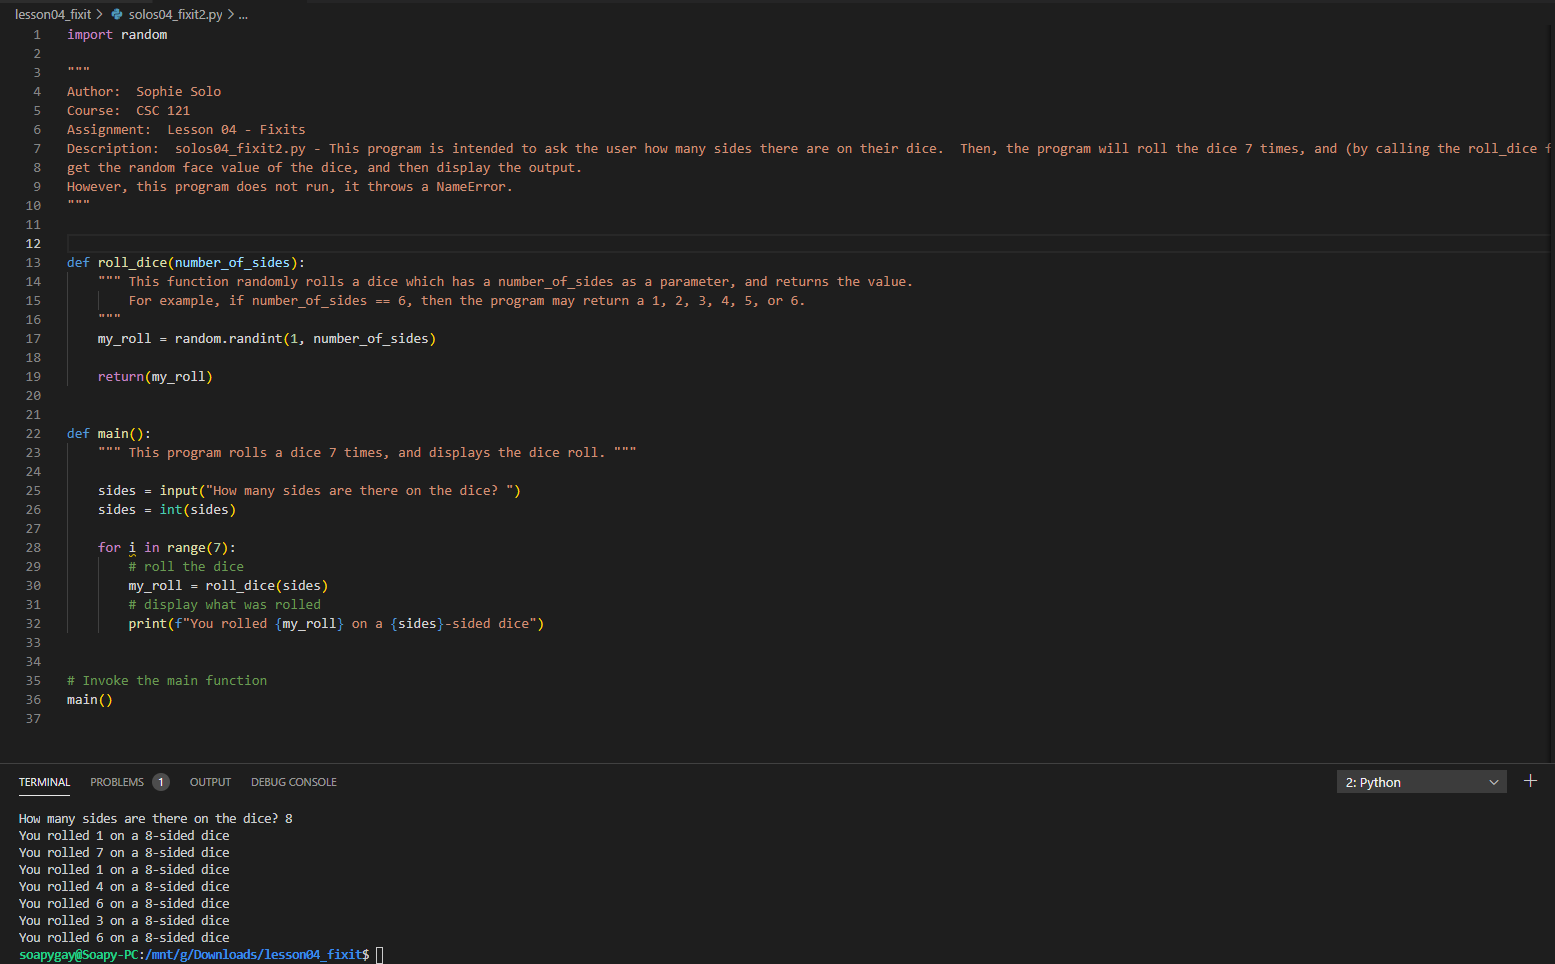 lesson04_fixit > solos04_fixit2.py > ...
1 import random
2
3 """
4 Author:  Sophie Solo
5 Course:  CSC 121
6 Assignment:  Lesson 04 - Fixits
7 Description:  solos04_fixit2.py - This program is intended to ask the user how many sides there are on their dice.  Then, the program will roll the dice 7 times, and (by calling the roll_dice f
8 get the random face value of the dice, and then display the output.
9 However, this program does not run, it throws a NameError.
10 """
11
12
13 def roll_dice(number_of_sides):
14     """ This function randomly rolls a dice which has a number_of_sides as a parameter, and returns the value.
15         For example, if number_of_sides == 6, then the program may return a 1, 2, 3, 4, 5, or 6.
16     """
17     my_roll = random.randint(1, number_of_sides)
18
19     return(my_roll)
20
21
22 def main():
23     """ This program rolls a dice 7 times, and displays the dice roll. """
24
25     sides = input("How many sides are there on the dice? ")
26     sides = int(sides)
27
28     for i in range(7):
29         # roll the dice
30         my_roll = roll_dice(sides)
31         # display what was rolled
32         print(f"You rolled {my_roll} on a {sides}-sided dice")
33
34
35 # Invoke the main function
36 main()
37
TERMINAL PROBLEMS 1 OUTPUT DEBUG CONSOLE 2: Python
How many sides are there on the dice? 8
You rolled 1 on a 8-sided dice
You rolled 7 on a 8-sided dice
You rolled 1 on a 8-sided dice
You rolled 4 on a 8-sided dice
You rolled 6 on a 8-sided dice
You rolled 3 on a 8-sided dice
You rolled 6 on a 8-sided dice
soapygay@Soapy-PC:/mnt/g/Downloads/lesson04_fixit$